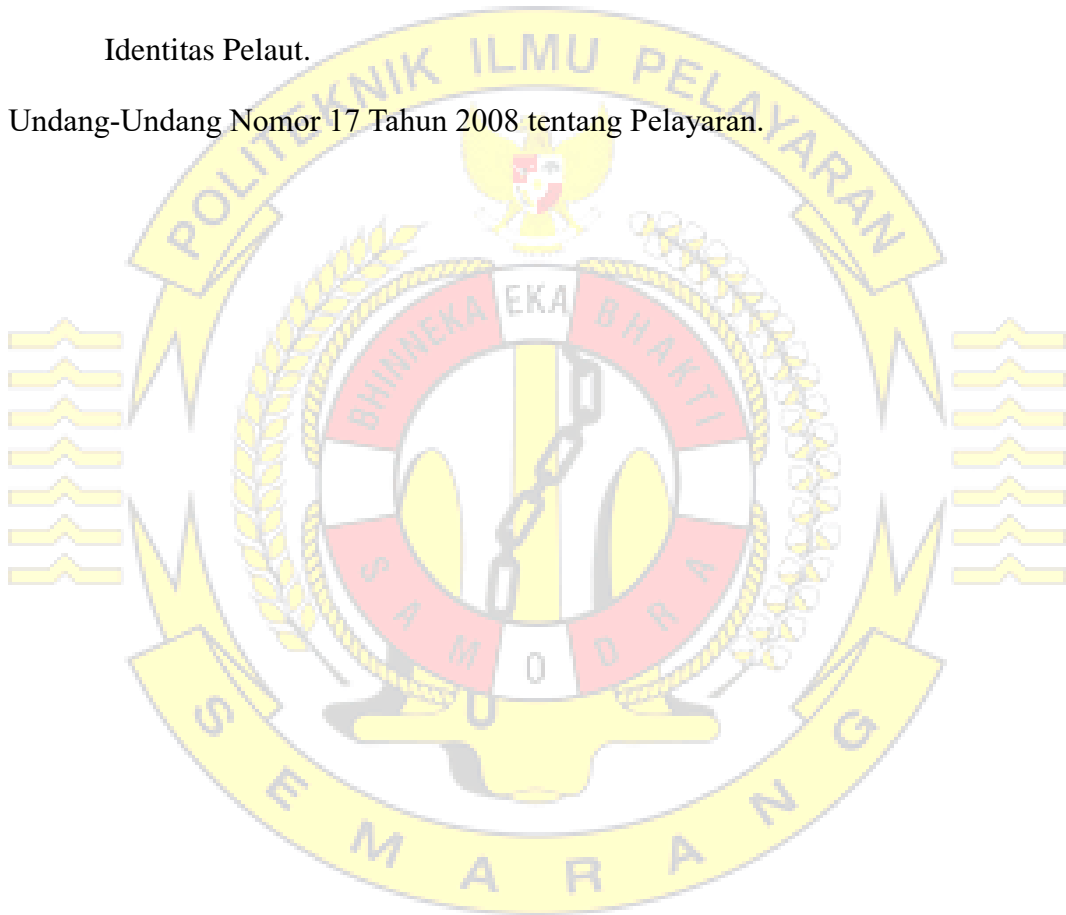 Identitas Pelaut.
Undang-Undang Nomor 17 Tahun 2008 tentang Pelayaran.
POLITEKNIK ILMU PELAYARAN
BHINNEKA EKA BHAKTI
SAMODRA
SEMARANG